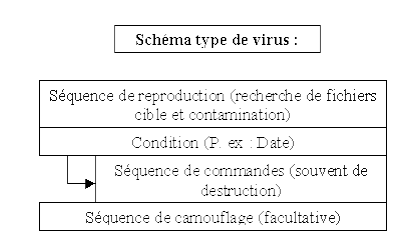 Schéma type de virus :
Séquence de reproduction (recherche de fichiers
cible et contamination)
Condition (P. ex : Date)
Séquence de commandes (souvent de
destruction)
Séquence de camouflage (facultative)